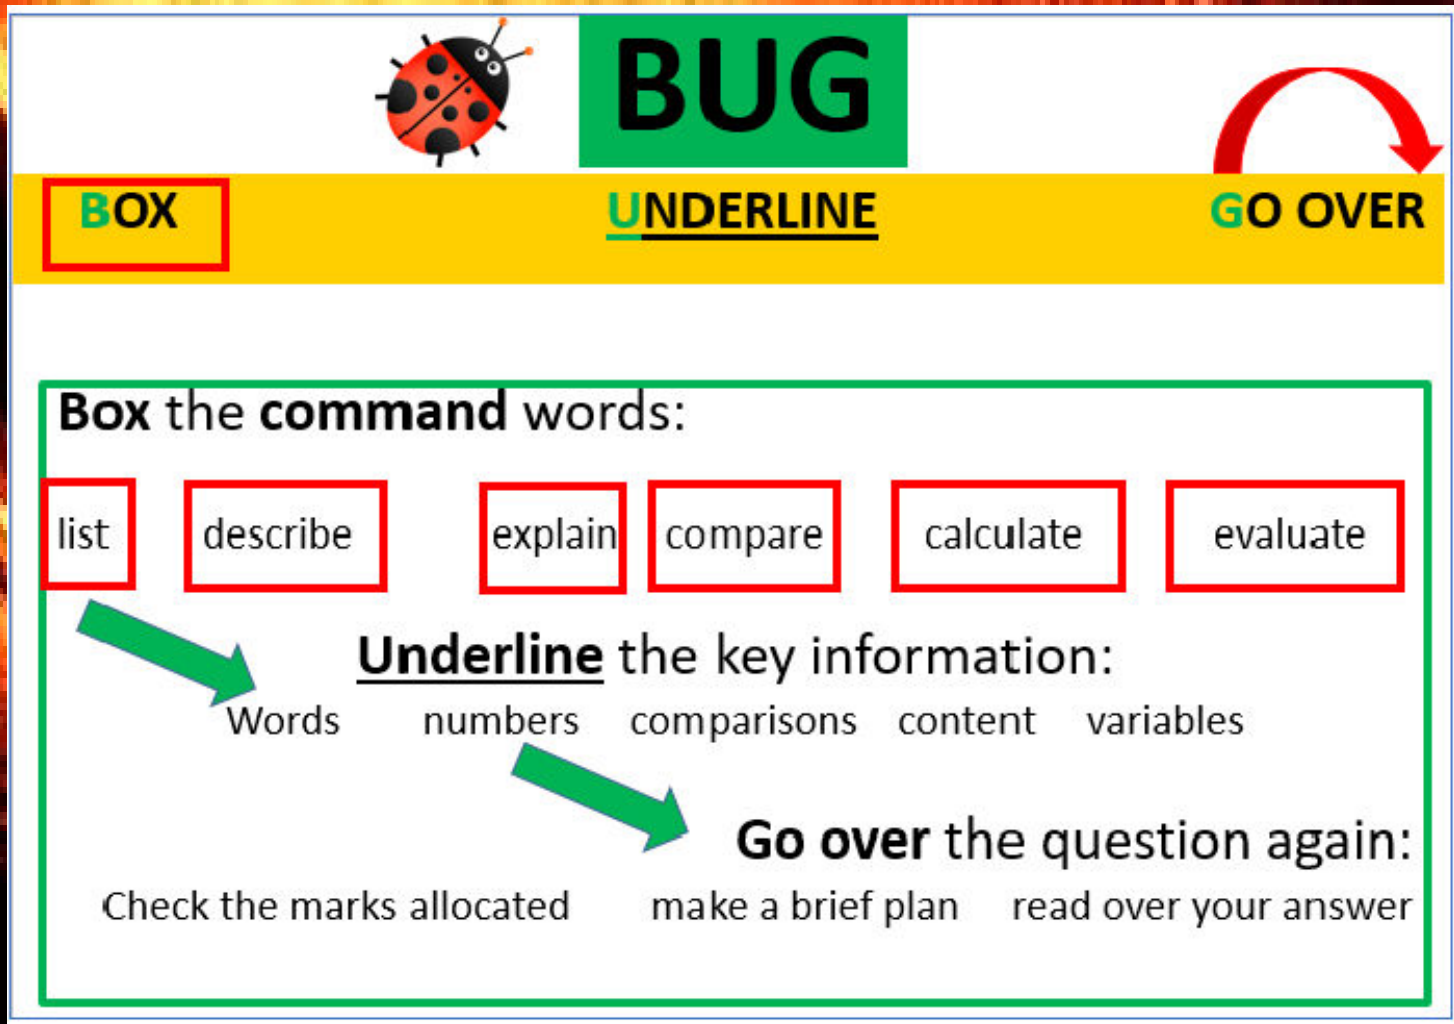 BUG
BOX UNDERLINE GO OVER
Box the command words:
list describe explain compare calculate evaluate
Underline the key information:
Words numbers comparisons content variables
Go over the question again:
Check the marks allocated make a brief plan read over your answer